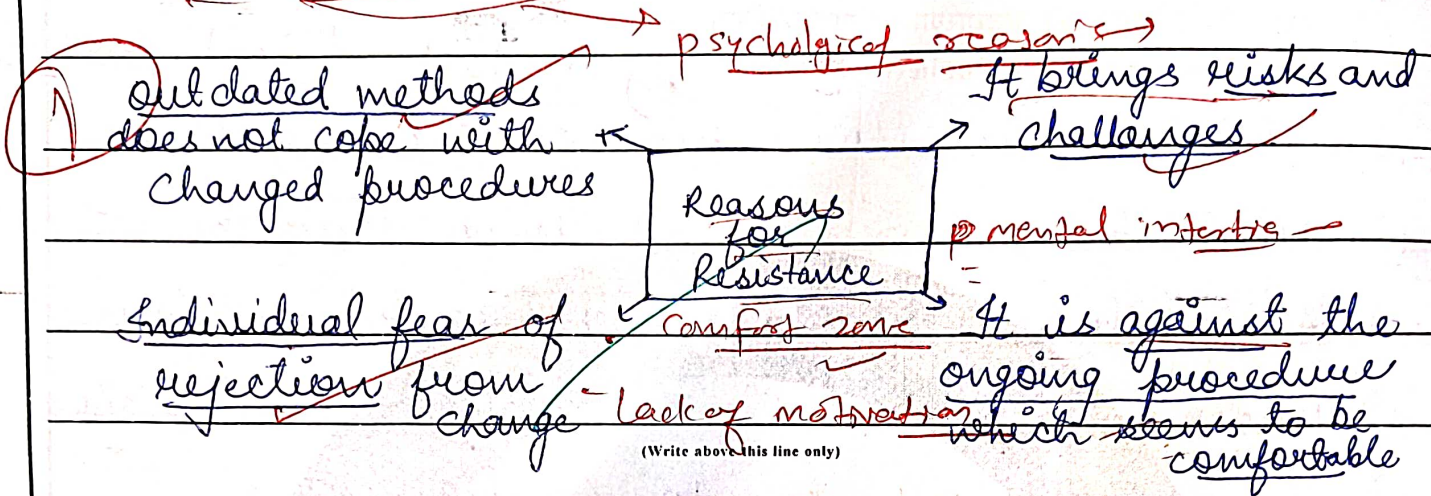 psycholgical reasons
outdated methods
does not cope with
changed procedures
It brings risks and
challanges
Reasons
for
Resistance
mental intertia
Individual fear of
rejection from
change
comfort zone
- lack of motivation
It is against the
ongoing procedure
which seems to be
comfortable
(Write above this line only)